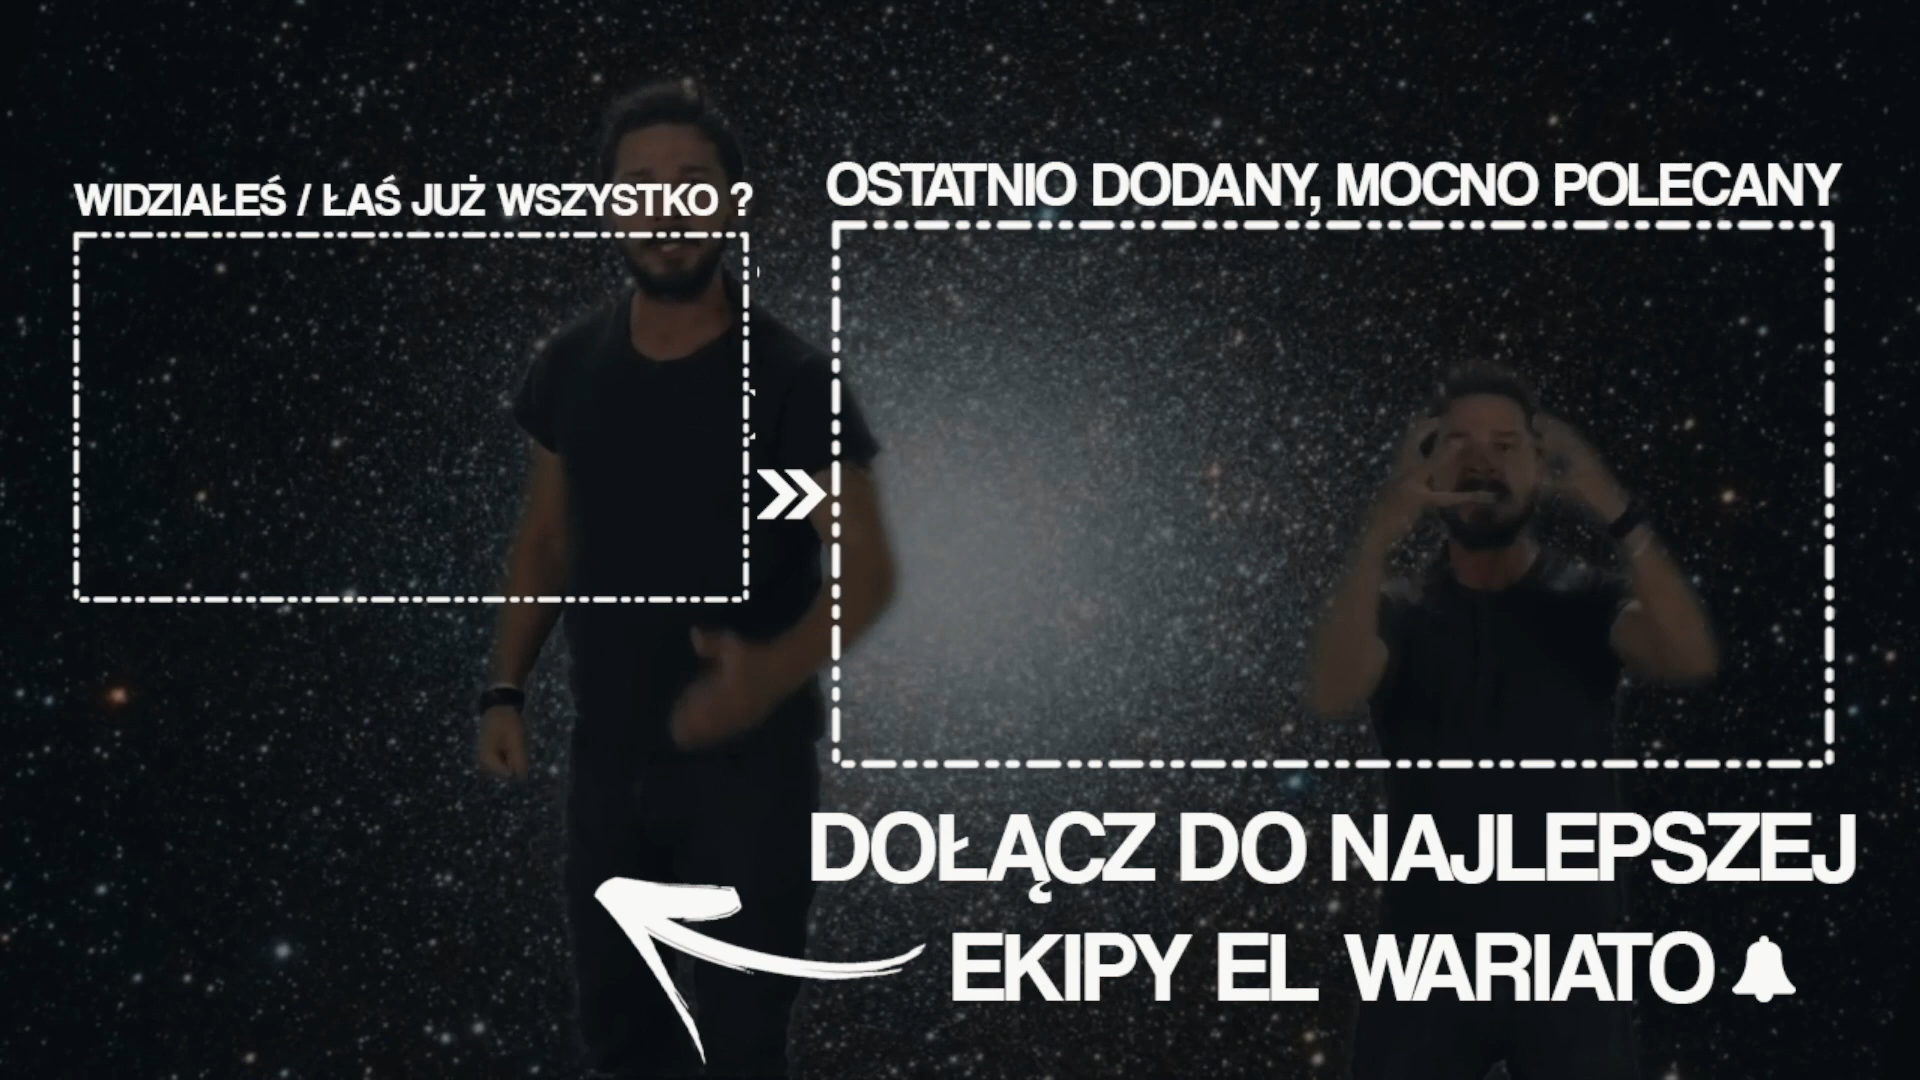 WIDZIAŁEŚ / ŁAŚ JUŻ WSZYSTKO ?
OSTATNIO DODANY, MOCNO POLECANY
DOŁĄCZ DO NAJLEPSZEJ
EKIPY EL WARIATO